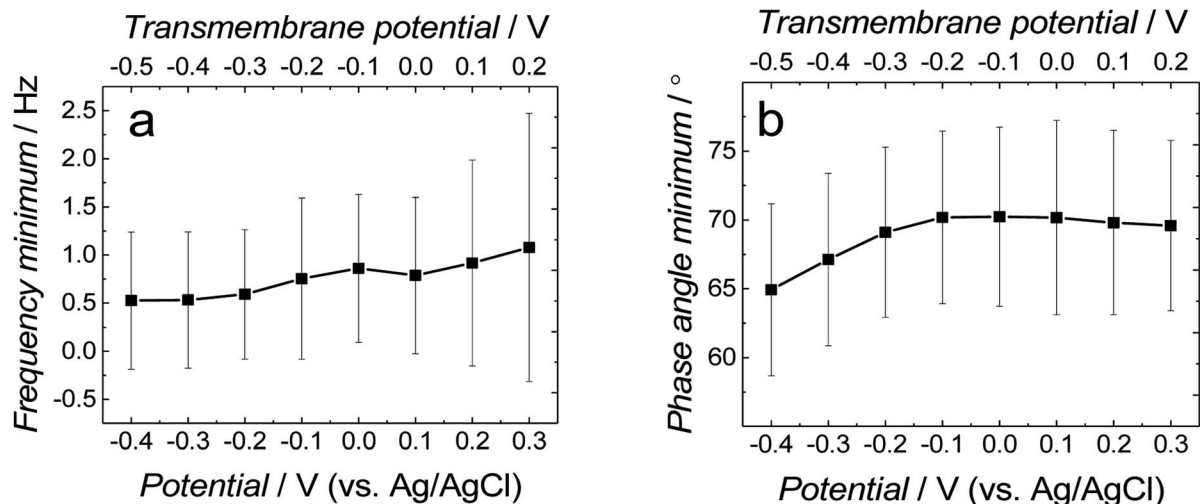 Transmembrane potential / V
-0.5 -0.4 -0.3 -0.2 -0.1 0.0 0.1 0.2
a
Frequency minimum / Hz
2.5
2.0
1.5
1.0
0.5
0.0
-0.5
-0.4 -0.3 -0.2 -0.1 0.0 0.1 0.2 0.3
Potential / V (vs. Ag/AgCl)
Transmembrane potential / V
-0.5 -0.4 -0.3 -0.2 -0.1 0.0 0.1 0.2
b
Phase angle minimum / °
75
70
65
60
-0.4 -0.3 -0.2 -0.1 0.0 0.1 0.2 0.3
Potential / V (vs. Ag/AgCl)